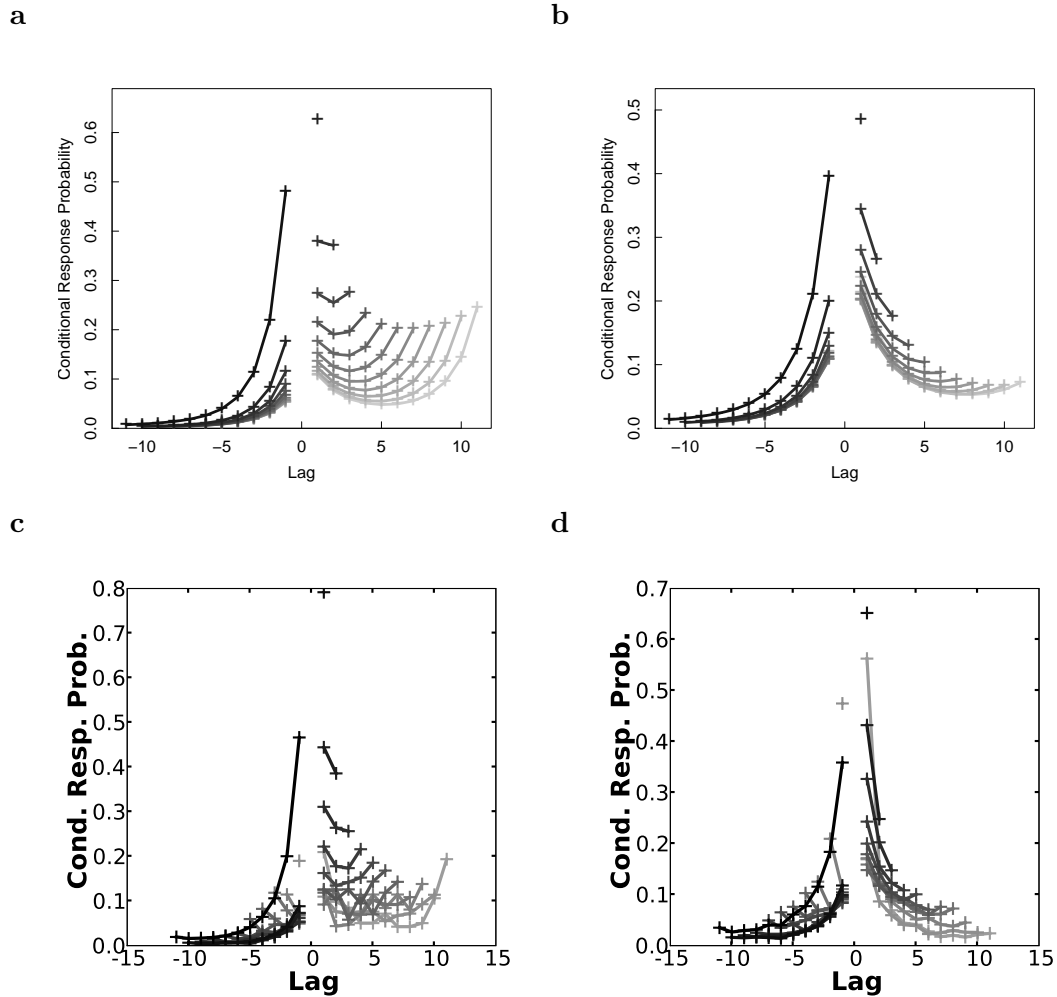 a
Conditional Response Probability
0.0 0.1 0.2 0.3 0.4 0.5 0.6
−10 −5 0 5 10
Lag
b
Conditional Response Probability
0.0 0.1 0.2 0.3 0.4 0.5
−10 −5 0 5 10
Lag
c
Cond. Resp. Prob.
0.8
0.7
0.6
0.5
0.4
0.3
0.2
0.1
0.0
-15 -10 -5 0 5 10 15
Lag
d
Cond. Resp. Prob.
0.7
0.6
0.5
0.4
0.3
0.2
0.1
0.0
-15 -10 -5 0 5 10 15
Lag